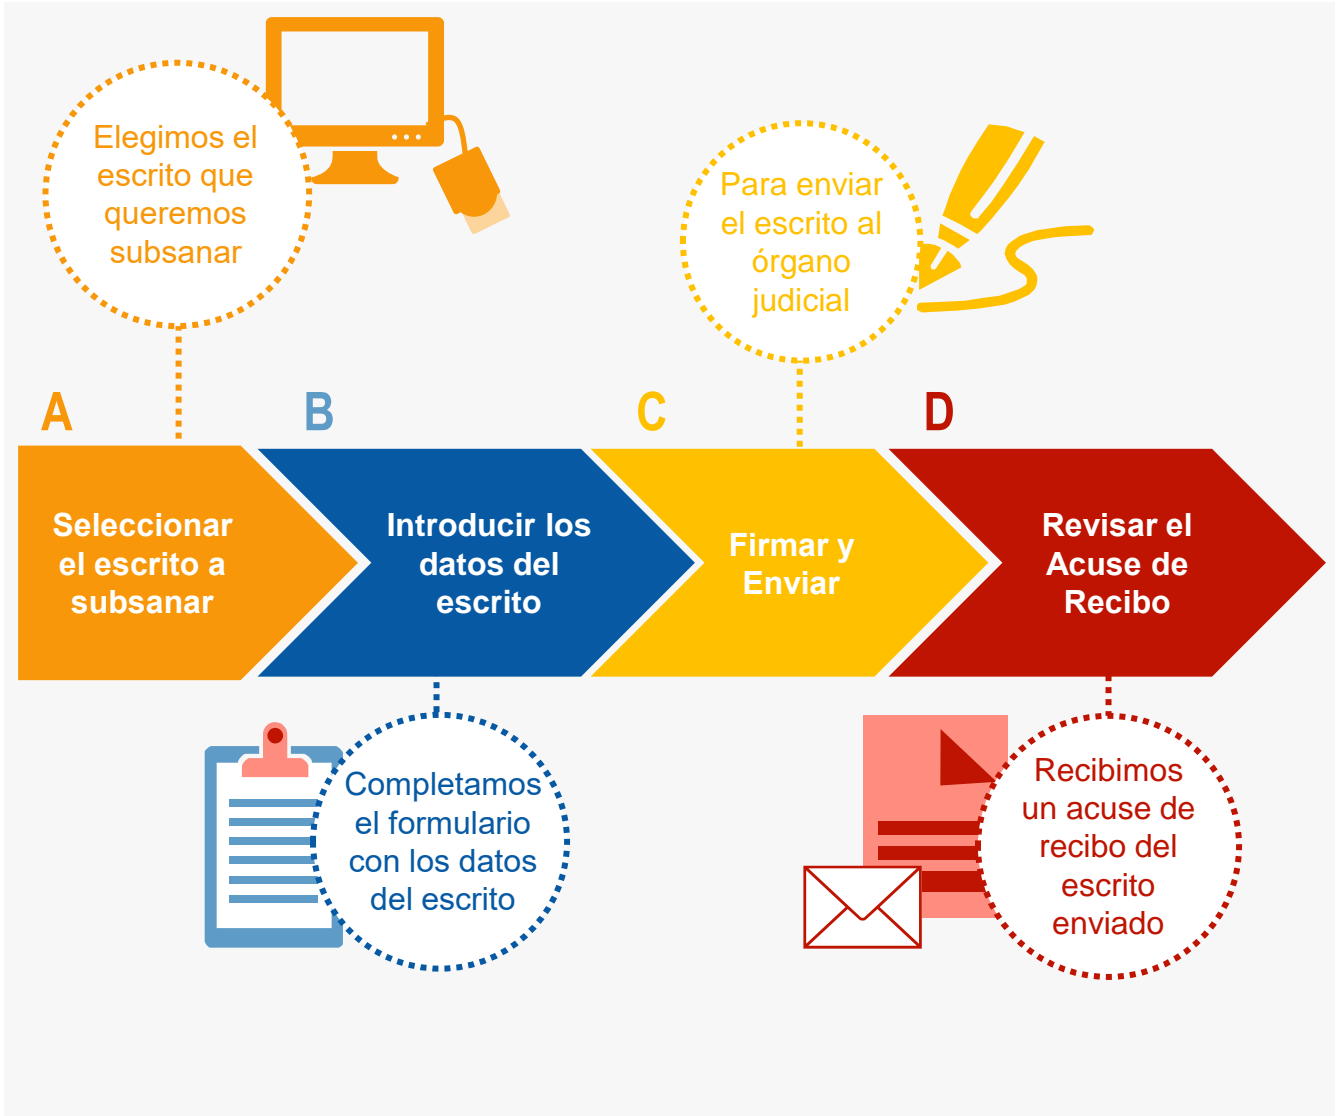 Elegimos el
escrito que
queremos
subsanar
Para enviar
el escrito al
órgano
judicial
A
B
C
D
Seleccionar
el escrito a
subsanar
Introducir los
datos del
escrito
Firmar y
Enviar
Revisar el
Acuse de
Recibo
Completamos
el formulario
con los datos
del escrito
Recibimos
un acuse de
recibo del
escrito
enviado